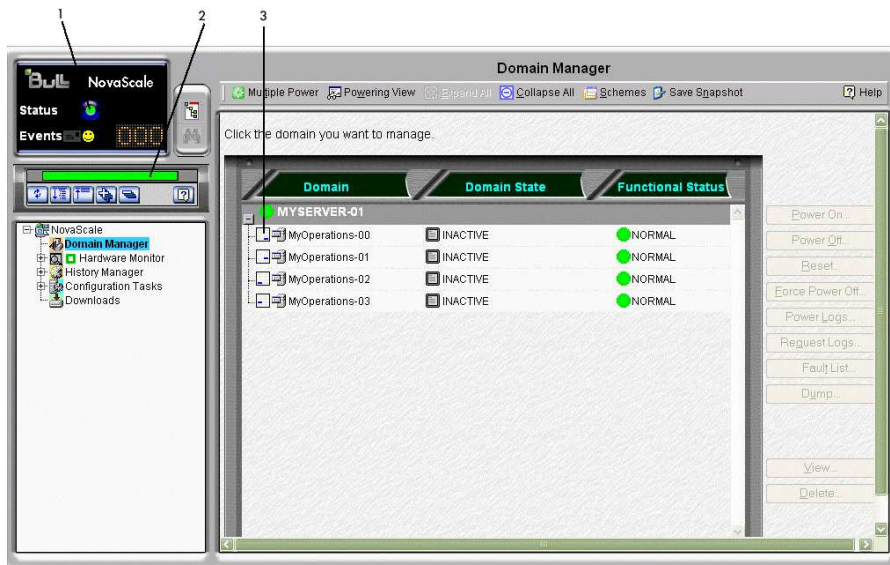 1 2 3
Bull NovaScale
Status
Events
000
Domain Manager
Multiple Power Powering View Expand All Collapse All Schemes Save Snapshot Help
Click the domain you want to manage.
Domain Domain State Functional Status
MYSERVER-01
MyOperations-00 INACTIVE NORMAL
MyOperations-01 INACTIVE NORMAL
MyOperations-02 INACTIVE NORMAL
MyOperations-03 INACTIVE NORMAL
NovaScale
Domain Manager
Hardware Monitor
History Manager
Configuration Tasks
Downloads
Power On...
Power Off...
Reset...
Force Power Off...
Power Logs...
Request Logs...
Fault List...
Dump...
View...
Delete...